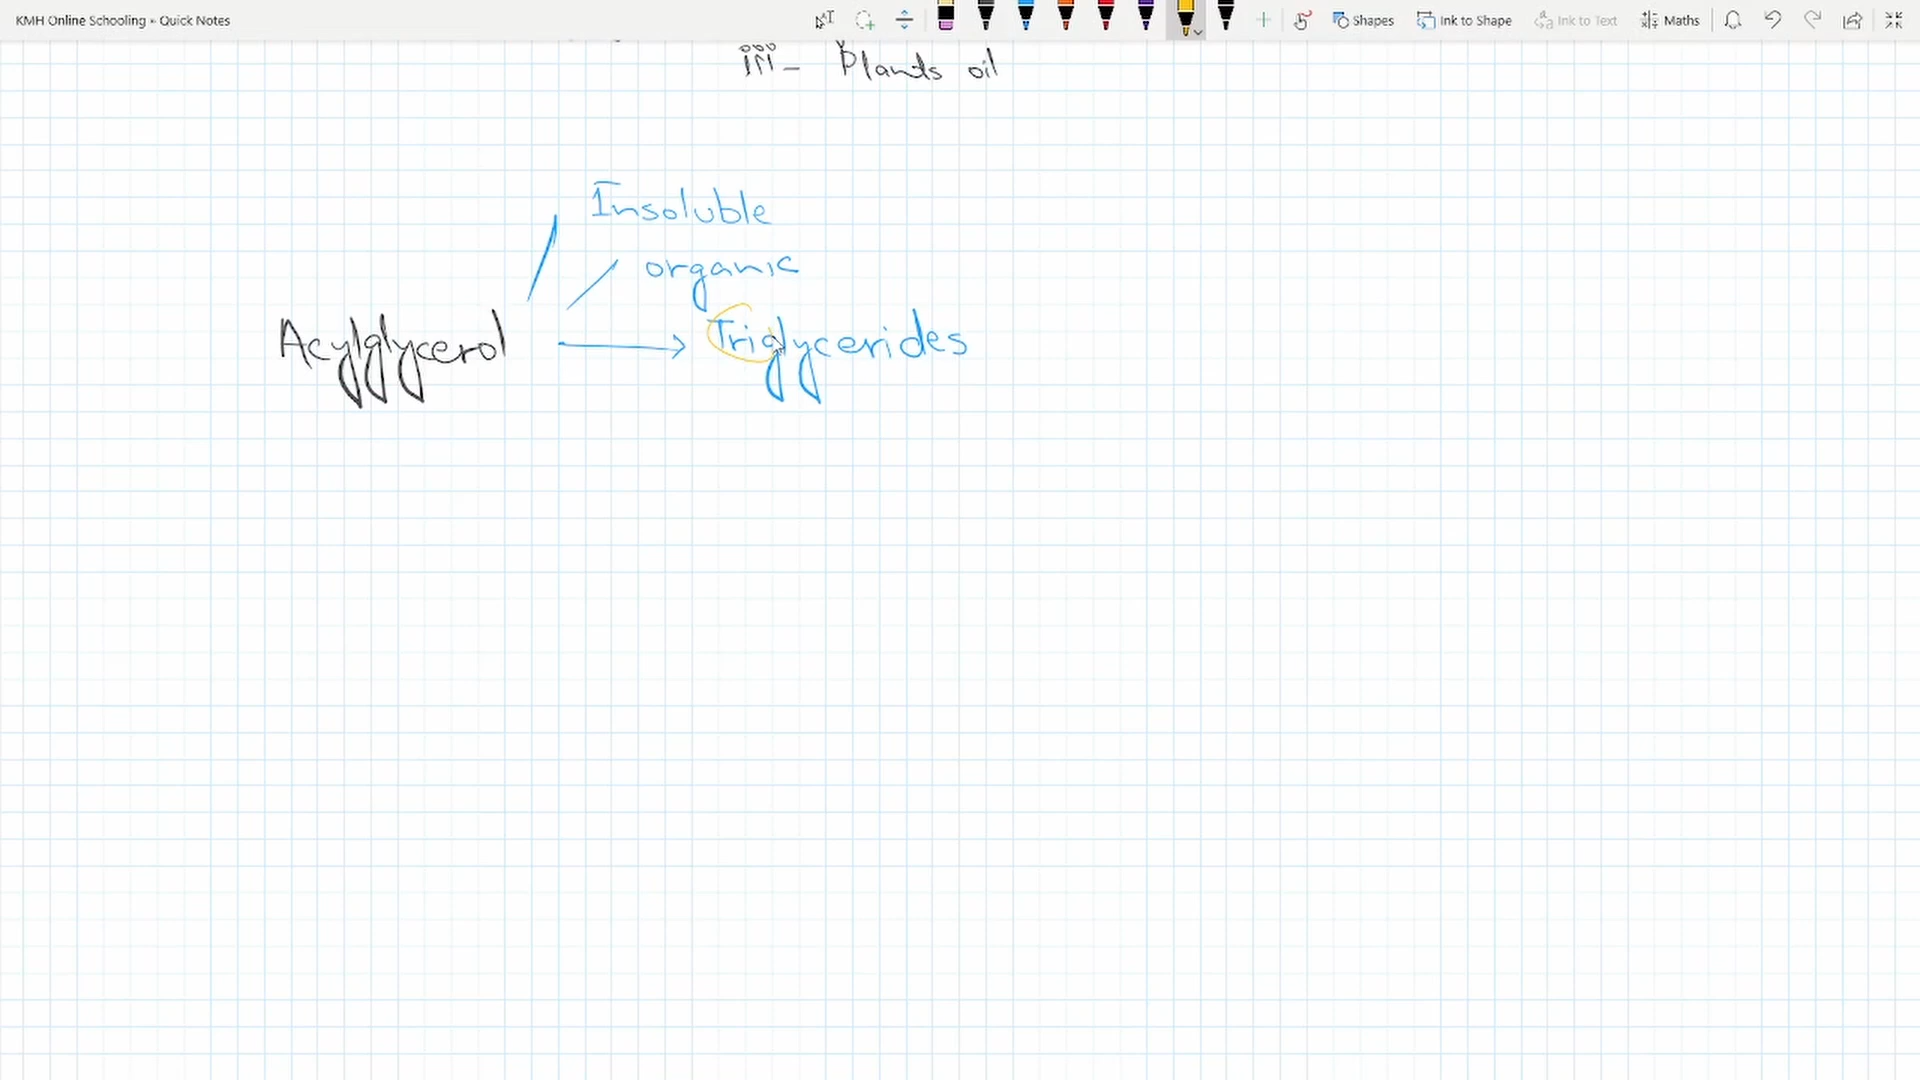 KMH Online Schooling » Quick Notes
Shapes
Ink to Shape
Ink to Text
Maths
iii- Plants oil
Insoluble
organic
Acylglycerol
Triglycerides